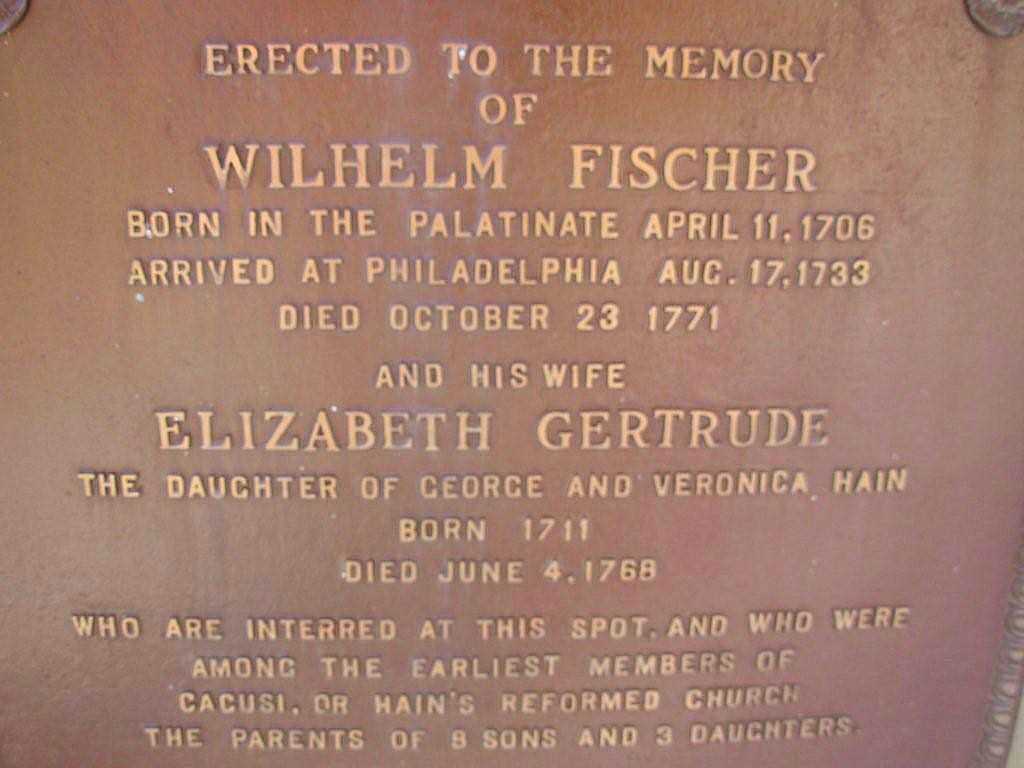 ERECTED TO THE MEMORY
OF
WILHELM FISCHER
BORN IN THE PALATINATE APRIL 11, 1706
ARRIVED AT PHILADELPHIA AUG. 17, 1733
DIED OCTOBER 23 1771
AND HIS WIFE
ELIZABETH GERTRUDE
THE DAUGHTER OF GEORGE AND VERONICA HAIN
BORN 1711
DIED JUNE 4, 1768
WHO ARE INTERRED AT THIS SPOT, AND WHO WERE
AMONG THE EARLIEST MEMBERS OF
CACUSI, OR HAIN'S REFORMED CHURCH
THE PARENTS OF 8 SONS AND 3 DAUGHTERS.